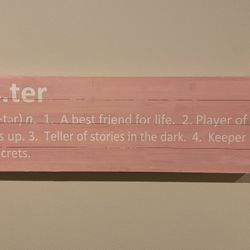 .ter
-tər) n, 1. A best friend for life. 2. Player of
s up. 3. Teller of stories in the dark. 4. Keeper
crets.